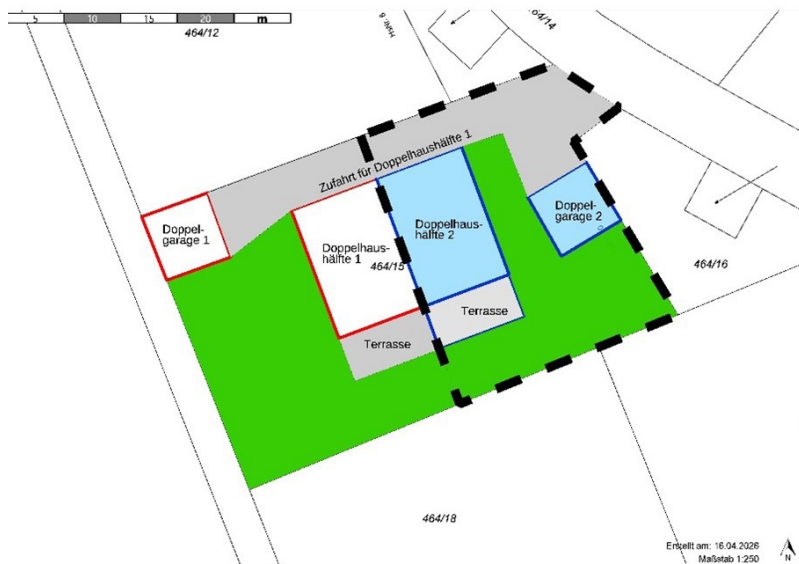 5 10 15 20 m
464/12
HsNr. 6
464/14
Zufahrt für Doppelhaushälfte 1
Doppel-
garage 1
Doppelhaus-
hälfte 1
Doppelhaus-
hälfte 2
464/15
Doppel-
garage 2
464/16
Terrasse
Terrasse
464/18
Erstellt am: 16.04.2026
Maßstab 1:250
N